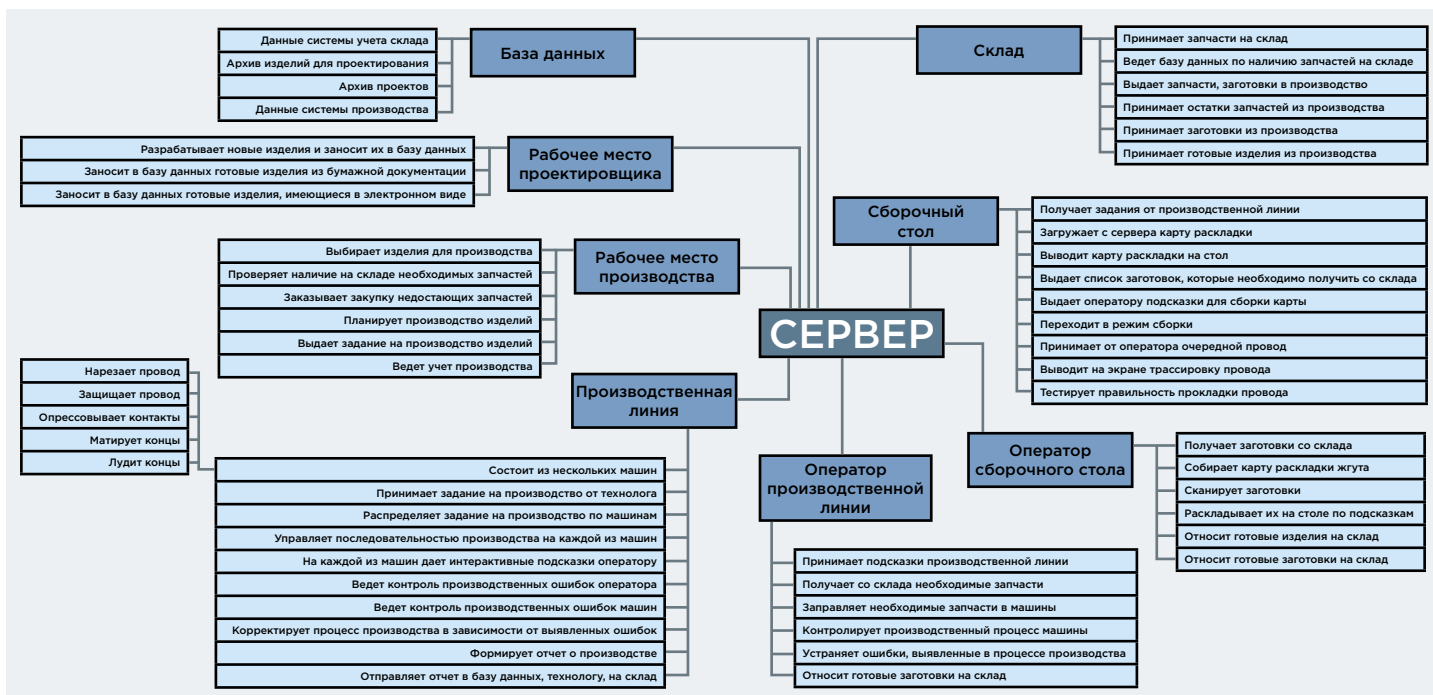 База данных
Данные системы учета склада
Архив изделий для проектирования
Архив проектов
Данные системы производства
Рабочее место
проектировщика
Разрабатывает новые изделия и заносит их в базу данных
Заносит в базу данных готовые изделия из бумажной документации
Заносит в базу данных готовые изделия, имеющиеся в электронном виде
Рабочее место
производства
Выбирает изделия для производства
Проверяет наличие на складе необходимых запчастей
Заказывает закупку недостающих запчастей
Планирует производство изделий
Выдает задание на производство изделий
Ведет учет производства
Производственная
линия
Нарезает провод
Защищает провод
Опрессовывает контакты
Матирует концы
Лудит концы
Состоит из нескольких машин
Принимает задание на производство от технолога
Распределяет задание на производство по машинам
Управляет последовательностью производства на каждой из машин
На каждой из машин дает интерактивные подсказки оператору
Ведет контроль производственных ошибок оператора
Ведет контроль производственных ошибок машин
Корректирует процесс производства в зависимости от выявленных ошибок
Формирует отчет о производстве
Отправляет отчет в базу данных, технологу, на склад
СЕРВЕР
Склад
Принимает запчасти на склад
Ведет базу данных по наличию запчастей на складе
Выдает запчасти, заготовки в производство
Принимает остатки запчастей из производства
Принимает заготовки из производства
Принимает готовые изделия из производства
Сборочный
стол
Получает задания от производственной линии
Загружает с сервера карту раскладки
Выводит карту раскладки на стол
Выдает список заготовок, которые необходимо получить со склада
Выдает оператору подсказки для сборки карты
Переходит в режим сборки
Принимает от оператора очередной провод
Выводит на экране трассировку провода
Тестирует правильность прокладки провода
Оператор
сборочного стола
Получает заготовки со склада
Собирает карту раскладки жгута
Сканирует заготовки
Раскладывает их на столе по подсказкам
Относит готовые изделия на склад
Относит готовые заготовки на склад
Оператор
производственной
линии
Принимает подсказки производственной линии
Получает со склада необходимые запчасти
Заправляет необходимые запчасти в машины
Контролирует производственный процесс машины
Устраняет ошибки, выявленные в процессе производства
Относит готовые заготовки на склад